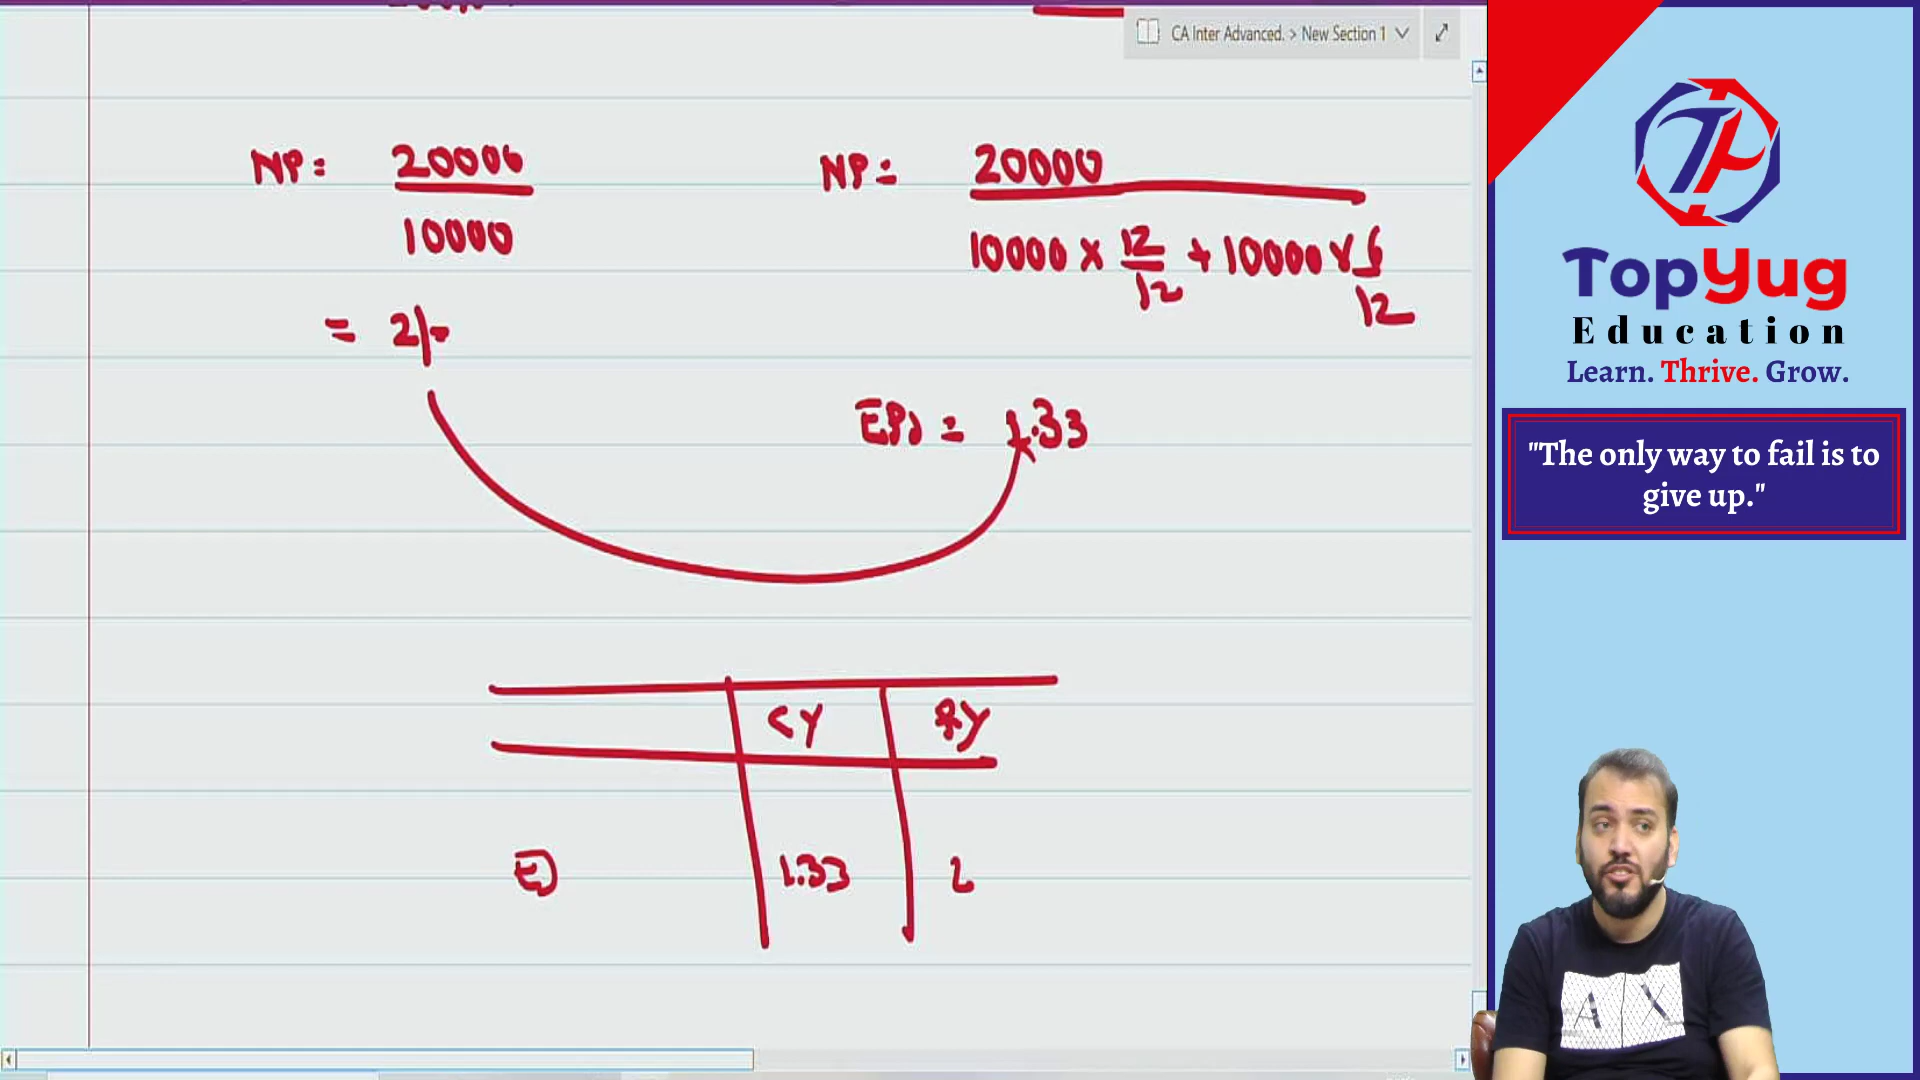 CA Inter Advanced. > New Section 1
NP = 20000
10000
= 2/-
NP = 20000
10000 x 12/12 + 10000 x 6/12
EPS = 1.33
CY PY
E 1.33 2
TopYug
Education
Learn. Thrive. Grow.
"The only way to fail is to
give up."
A X